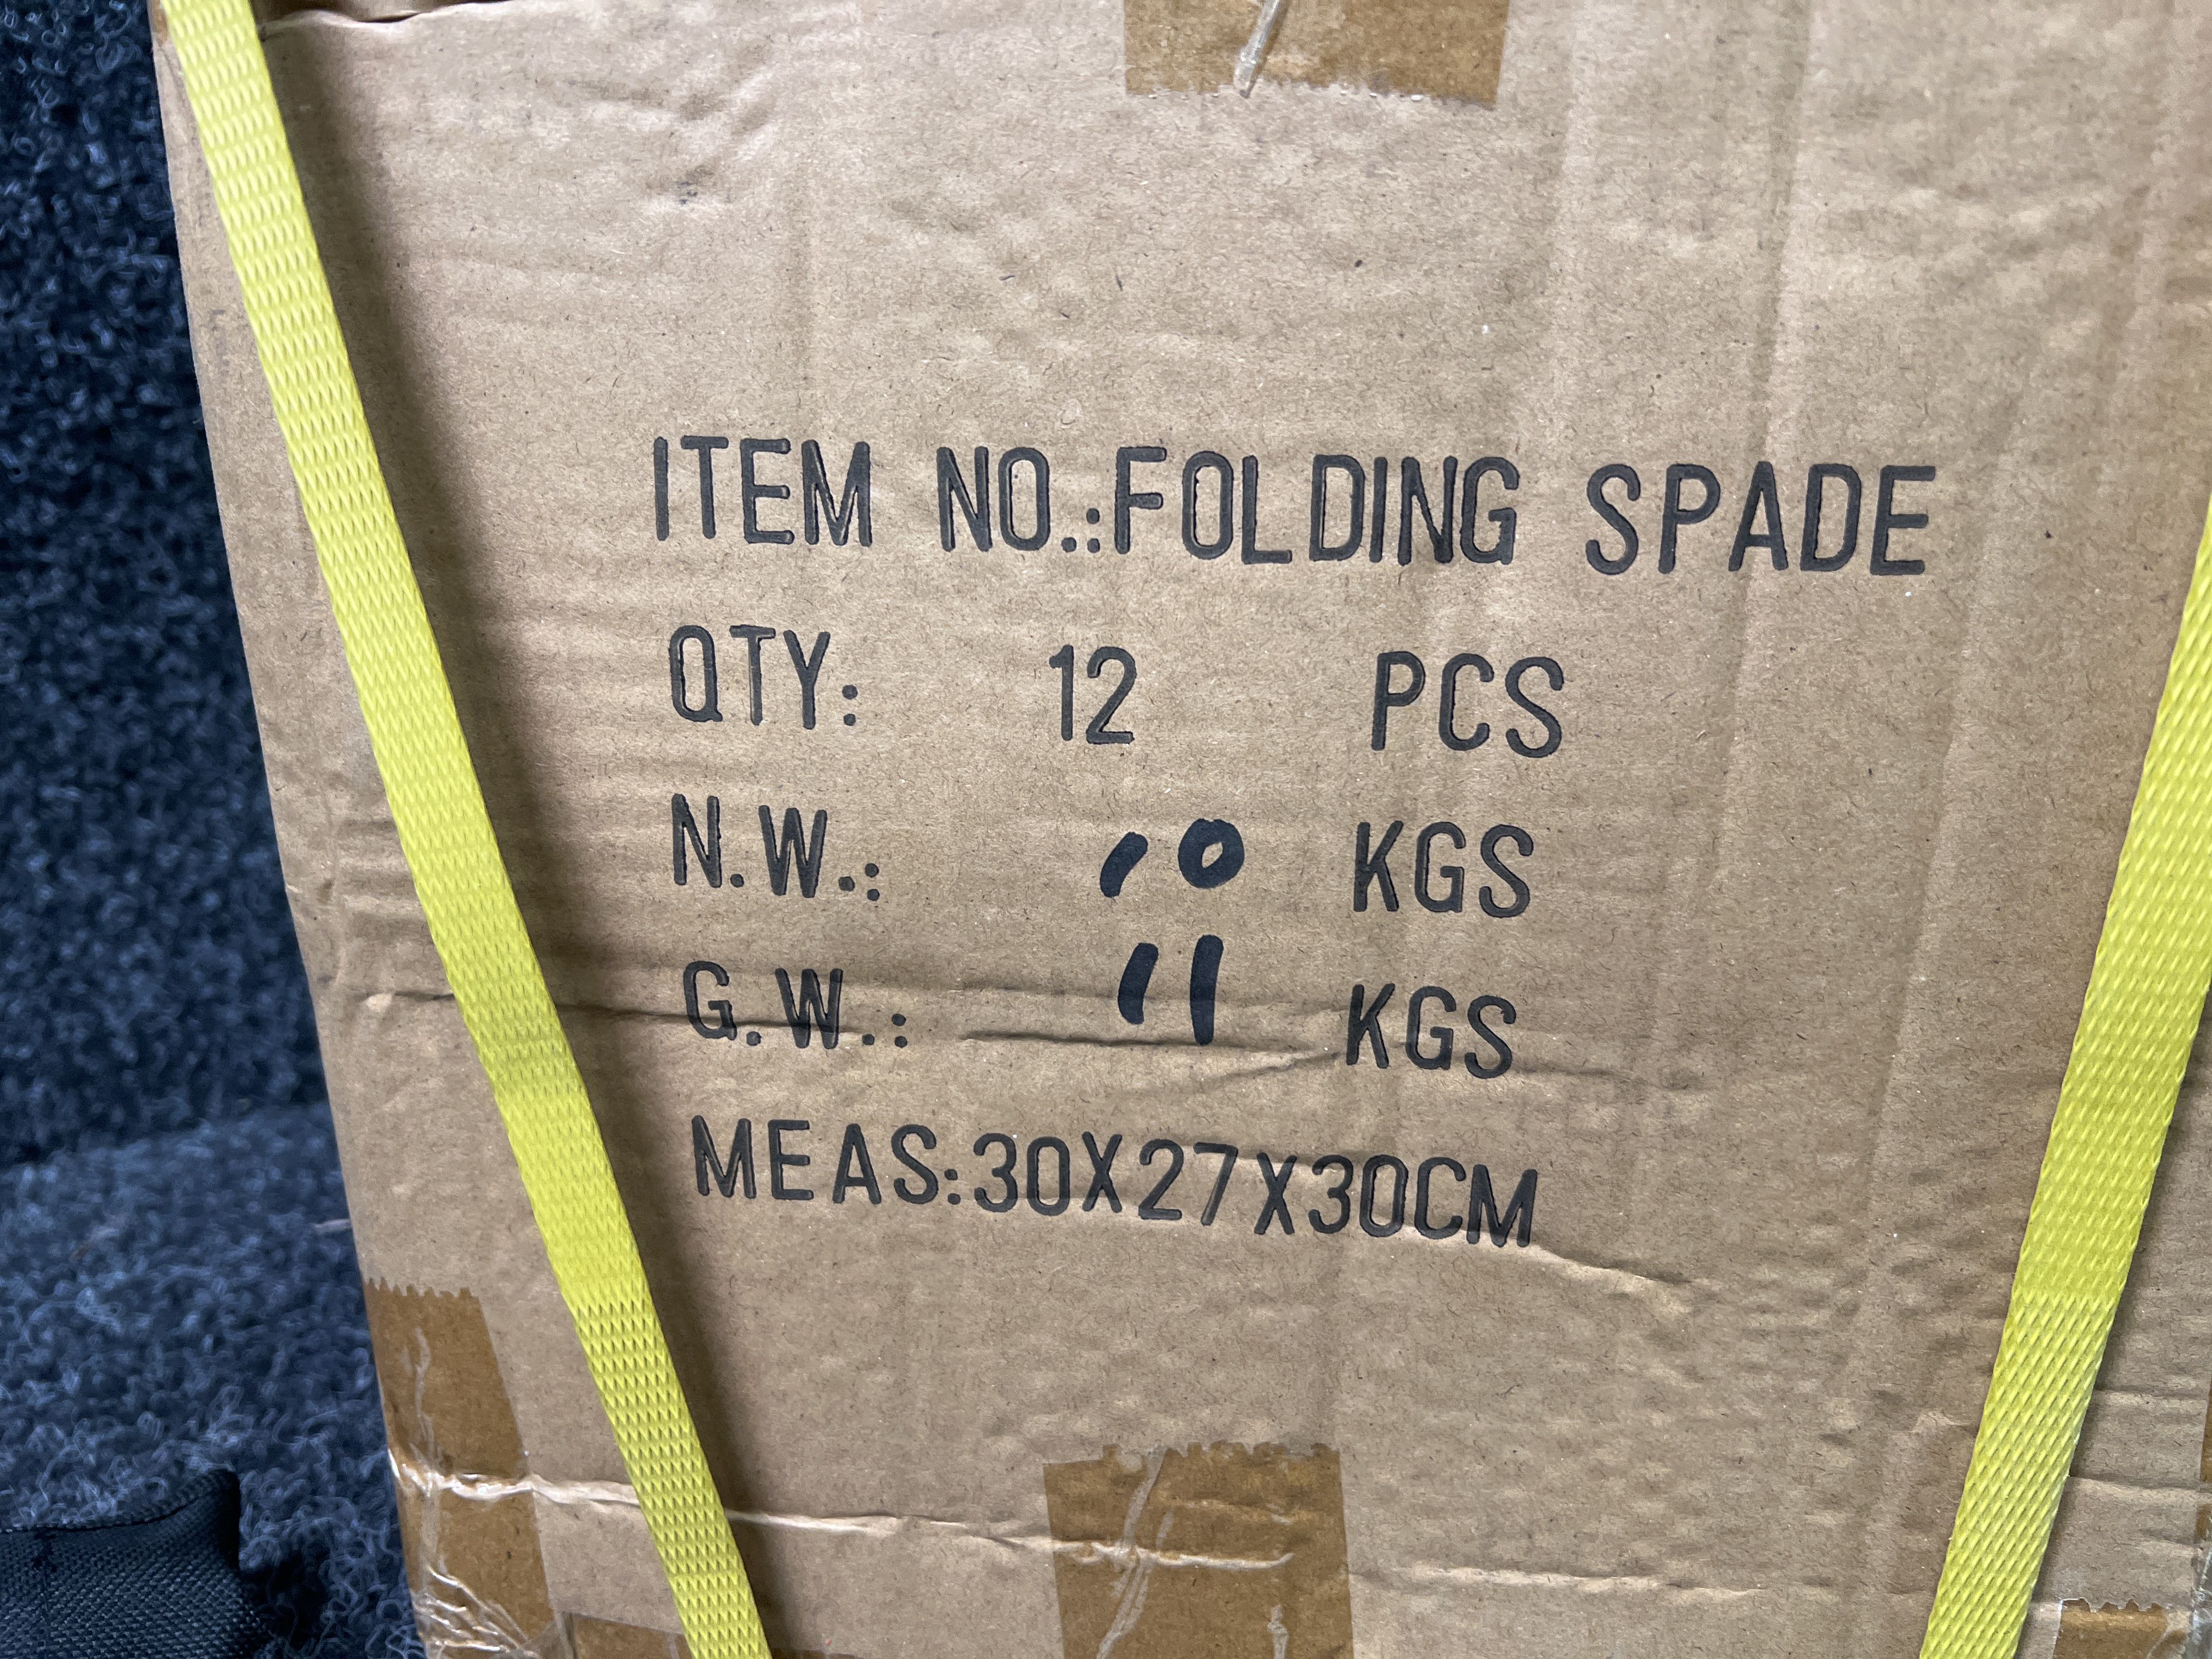 ITEM NO.:FOLDING SPADE
QTY: 12 PCS
N.W.: 10 KGS
G.W.: 11 KGS
MEAS:30X27X30CM